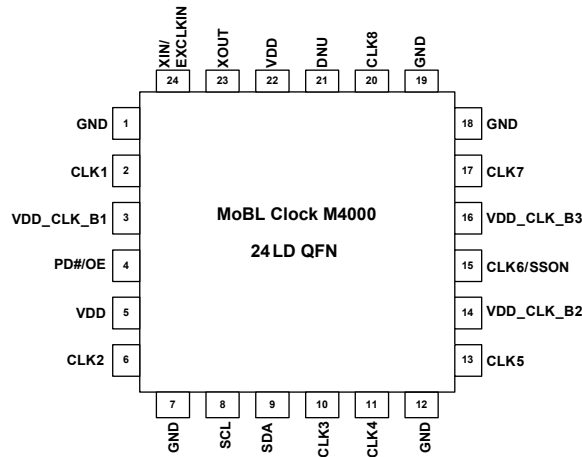 XIN/
EXCLKIN
XOUT
VDD
DNU
CLK8
GND
24
23
22
21
20
19
GND
1
18
GND
CLK1
2
17
CLK7
VDD_CLK_B1
3
MoBL Clock M4000
16
VDD_CLK_B3
24 LD QFN
PD#/OE
4
15
CLK6/SSON
VDD
5
14
VDD_CLK_B2
CLK2
6
13
CLK5
7
8
9
10
11
12
GND
SCL
SDA
CLK3
CLK4
GND